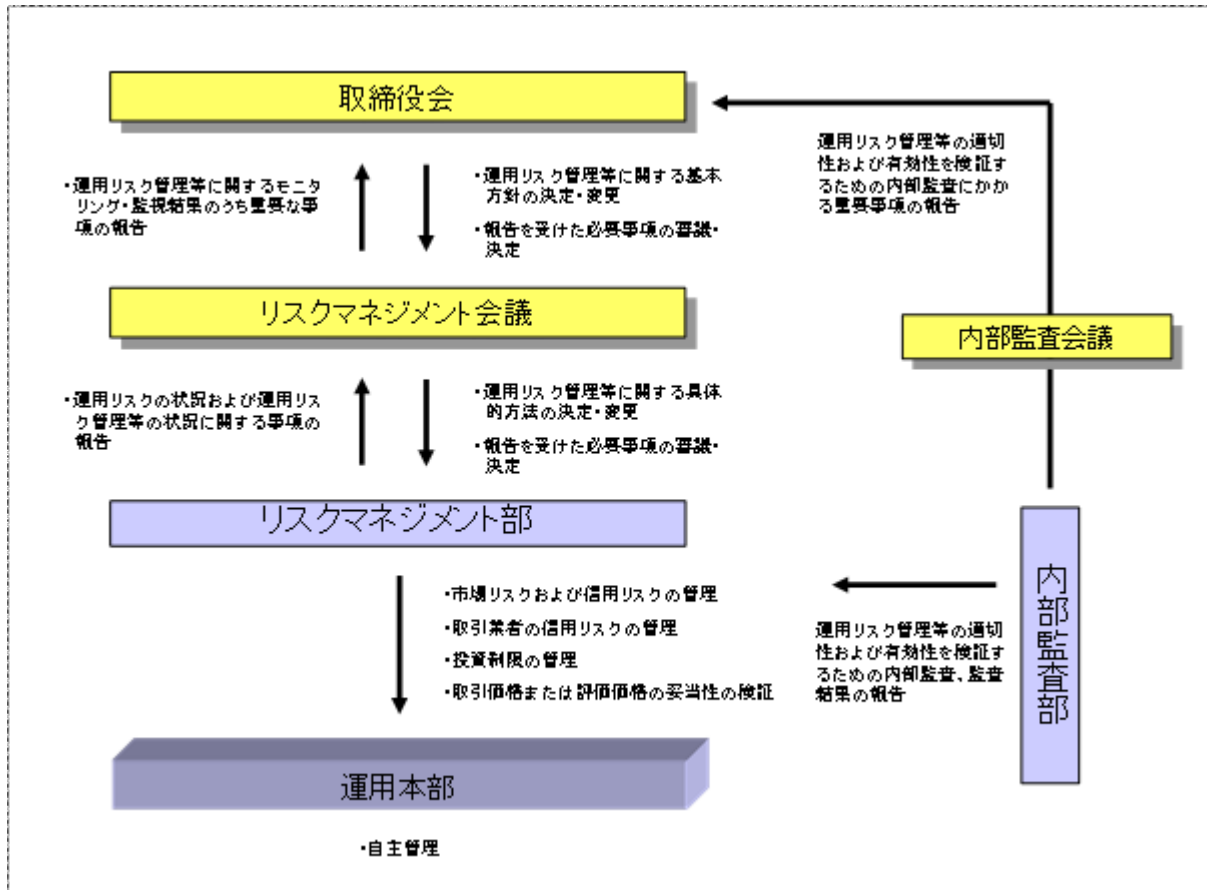 取締役会
・運用リスク管理等に関するモニタ
リング・監視結果のうち重要な事
項の報告
・運用リスク管理等に関する基本
方針の決定・変更
・報告を受けた必要事項の審議・
決定
運用リスク管理等の適切
性および有効性を検証す
るための内部監査にかか
る重要事項の報告
リスクマネジメント会議
内部監査会議
・運用リスクの状況および運用リス
ク管理等の状況に関する事項の
報告
・運用リスク管理等に関する具体
的方法の決定・変更
・報告を受けた必要事項の審議・
決定
リスクマネジメント部
内部監査部
・市場リスクおよび信用リスクの管理
・取引業者の信用リスクの管理
・投資制限の管理
・取引価格または評価価格の妥当性の検証
運用リスク管理等の適切
性および有効性を検証す
るための内部監査、監査
結果の報告
運用本部
・自主管理